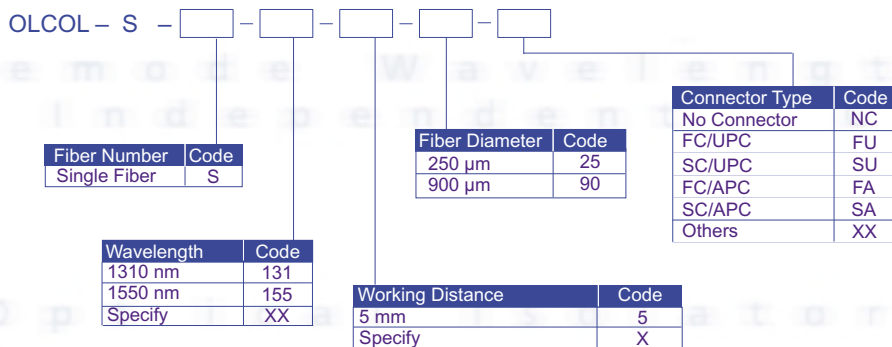 OLCOL – S – – – – –
e m o d e W a v e l e n g t
I n d e p e n d e n t
Connector Type Code
No Connector NC
FC/UPC FU
SC/UPC SU
FC/APC FA
SC/APC SA
Others XX
Fiber Diameter Code
250 µm 25
900 µm 90
Fiber Number Code
Single Fiber S
Wavelength Code
1310 nm 131
1550 nm 155
Specify XX
Working Distance Code
5 mm 5
Specify X